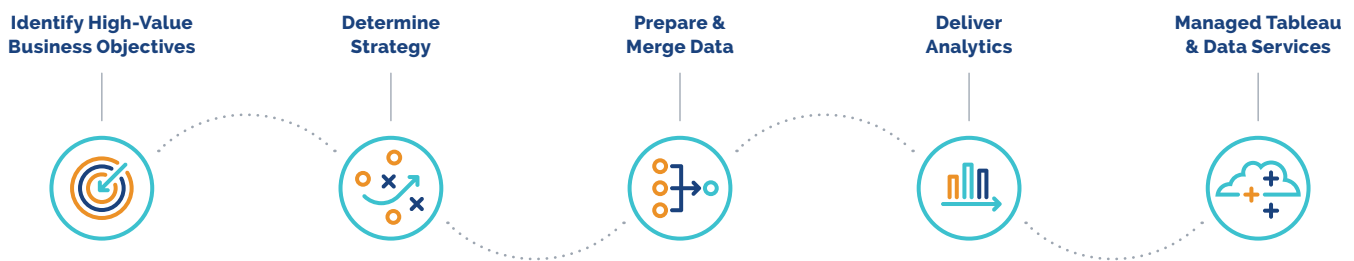 Identify High-Value
Business Objectives
Determine
Strategy
Prepare &
Merge Data
Deliver
Analytics
Managed Tableau
& Data Services